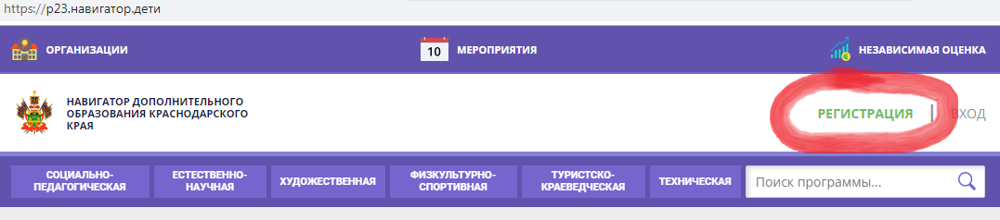 https://р23.навигатор.дети
ОРГАНИЗАЦИИ
10
МЕРОПРИЯТИЯ
НЕЗАВИСИМАЯ ОЦЕНКА
НАВИГАТОР ДОПОЛНИТЕЛЬНОГО
ОБРАЗОВАНИЯ КРАСНОДАРСКОГО
КРАЯ
РЕГИСТРАЦИЯ | ВХОД
СОЦИАЛЬНО-
ПЕДАГОГИЧЕСКАЯ
ЕСТЕСТВЕННО-
НАУЧНАЯ
ХУДОЖЕСТВЕННАЯ
ФИЗКУЛЬТУРНО-
СПОРТИВНАЯ
ТУРИСТСКО-
КРАЕВЕДЧЕСКАЯ
ТЕХНИЧЕСКАЯ
Поиск программы...